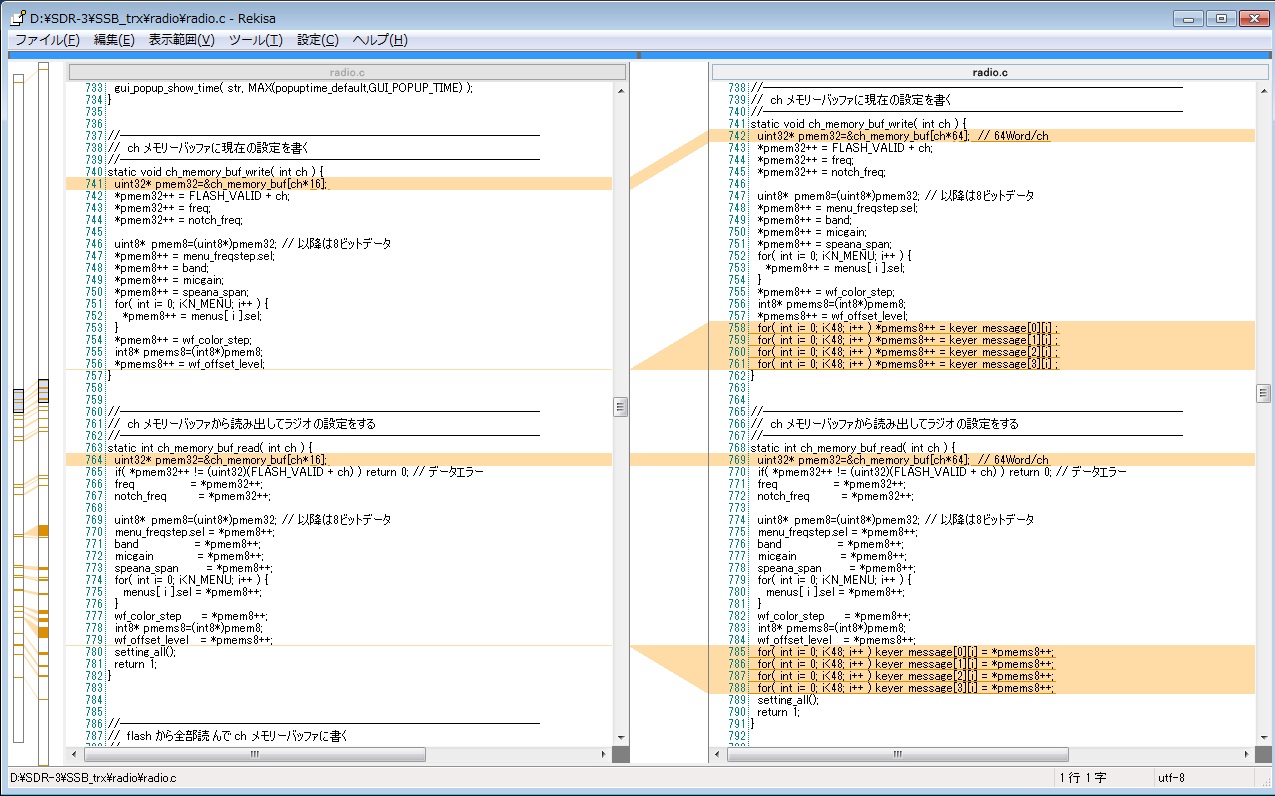 D:¥SDR-3¥SSB_trx¥radio¥radio.c - Rekisa
ファイル(F) 編集(E) 表示範囲(V) ツール(T) 設定(C) ヘルプ(H)
radio.c
733 gui_popup_show_time( str, MAX(popuptime_default,GUI_POPUP_TIME) );
734 }
735
736
737 //
738 // ch メモリーバッファに現在の設定を書く
739 //
740 static void ch_memory_buf_write( int ch ) {
741 uint32* pmem32=&ch_memory_buf[ch*16];
742 *pmem32++ = FLASH_VALID + ch;
743 *pmem32++ = freq;
744 *pmem32++ = notch_freq;
745
746 uint8* pmem8=(uint8*)pmem32; // 以降は8ビットデータ
747 *pmem8++ = menu_freqstep.sel;
748 *pmem8++ = band;
749 *pmem8++ = micgain;
750 *pmem8++ = speana_span;
751 for( int i= 0; i<N_MENU; i++ ) {
752 *pmem8++ = menus[ i ].sel;
753 }
754 *pmem8++ = wf_color_step;
755 int8* pmems8=(int8*)pmem8;
756 *pmems8++ = wf_offset_level;
757 }
758
759
760 //
761 // ch メモリーバッファから読み出してラジオの設定をする
762 //
763 static int ch_memory_buf_read( int ch ) {
764 uint32* pmem32=&ch_memory_buf[ch*16];
765 if( *pmem32++ != (uint32)(FLASH_VALID + ch) ) return 0; // データエラー
766 freq = *pmem32++;
767 notch_freq = *pmem32++;
768
769 uint8* pmem8=(uint8*)pmem32; // 以降は8ビットデータ
770 menu_freqstep.sel = *pmem8++;
771 band = *pmem8++;
772 micgain = *pmem8++;
773 speana_span = *pmem8++;
774 for( int i= 0; i<N_MENU; i++ ) {
775 menus[ i ].sel = *pmem8++;
776 }
777 wf_color_step = *pmem8++;
778 int8* pmems8=(int8*)pmem8;
779 wf_offset_level = *pmems8++;
780 setting_all();
781 return 1;
782 }
783
784
785
786 //
787 // flash から全部読んで ch メモリーバッファに書く
radio.c
738 //
739 // ch メモリーバッファに現在の設定を書く
740 //
741 static void ch_memory_buf_write( int ch ) {
742 uint32* pmem32=&ch_memory_buf[ch*64]; // 64Word/ch
743 *pmem32++ = FLASH_VALID + ch;
744 *pmem32++ = freq;
745 *pmem32++ = notch_freq;
746
747 uint8* pmem8=(uint8*)pmem32; // 以降は8ビットデータ
748 *pmem8++ = menu_freqstep.sel;
749 *pmem8++ = band;
750 *pmem8++ = micgain;
751 *pmem8++ = speana_span;
752 for( int i= 0; i<N_MENU; i++ ) {
753 *pmem8++ = menus[ i ].sel;
754 }
755 *pmem8++ = wf_color_step;
756 int8* pmems8=(int8*)pmem8;
757 *pmems8++ = wf_offset_level;
758 for( int i= 0; i<48; i++ ) *pmems8++ = keyer_message[0][i] ;
759 for( int i= 0; i<48; i++ ) *pmems8++ = keyer_message[1][i] ;
760 for( int i= 0; i<48; i++ ) *pmems8++ = keyer_message[2][i] ;
761 for( int i= 0; i<48; i++ ) *pmems8++ = keyer_message[3][i] ;
762 }
763
764
765 //
766 // ch メモリーバッファから読み出してラジオの設定をする
767 //
768 static int ch_memory_buf_read( int ch ) {
769 uint32* pmem32=&ch_memory_buf[ch*64]; // 64Word/ch
770 if( *pmem32++ != (uint32)(FLASH_VALID + ch) ) return 0; // データエラー
771 freq = *pmem32++;
772 notch_freq = *pmem32++;
773
774 uint8* pmem8=(uint8*)pmem32; // 以降は8ビットデータ
775 menu_freqstep.sel = *pmem8++;
776 band = *pmem8++;
777 micgain = *pmem8++;
778 speana_span = *pmem8++;
779 for( int i= 0; i<N_MENU; i++ ) {
780 menus[ i ].sel = *pmem8++;
781 }
782 wf_color_step = *pmem8++;
783 int8* pmems8=(int8*)pmem8;
784 wf_offset_level = *pmems8++;
785 for( int i= 0; i<48; i++ ) keyer_message[0][i] = *pmems8++;
786 for( int i= 0; i<48; i++ ) keyer_message[1][i] = *pmems8++;
787 for( int i= 0; i<48; i++ ) keyer_message[2][i] = *pmems8++;
788 for( int i= 0; i<48; i++ ) keyer_message[3][i] = *pmems8++;
789 setting_all();
790 return 1;
791 }
792
D:¥SDR-3¥SSB_trx¥radio¥radio.c 1 行 1 字 utf-8